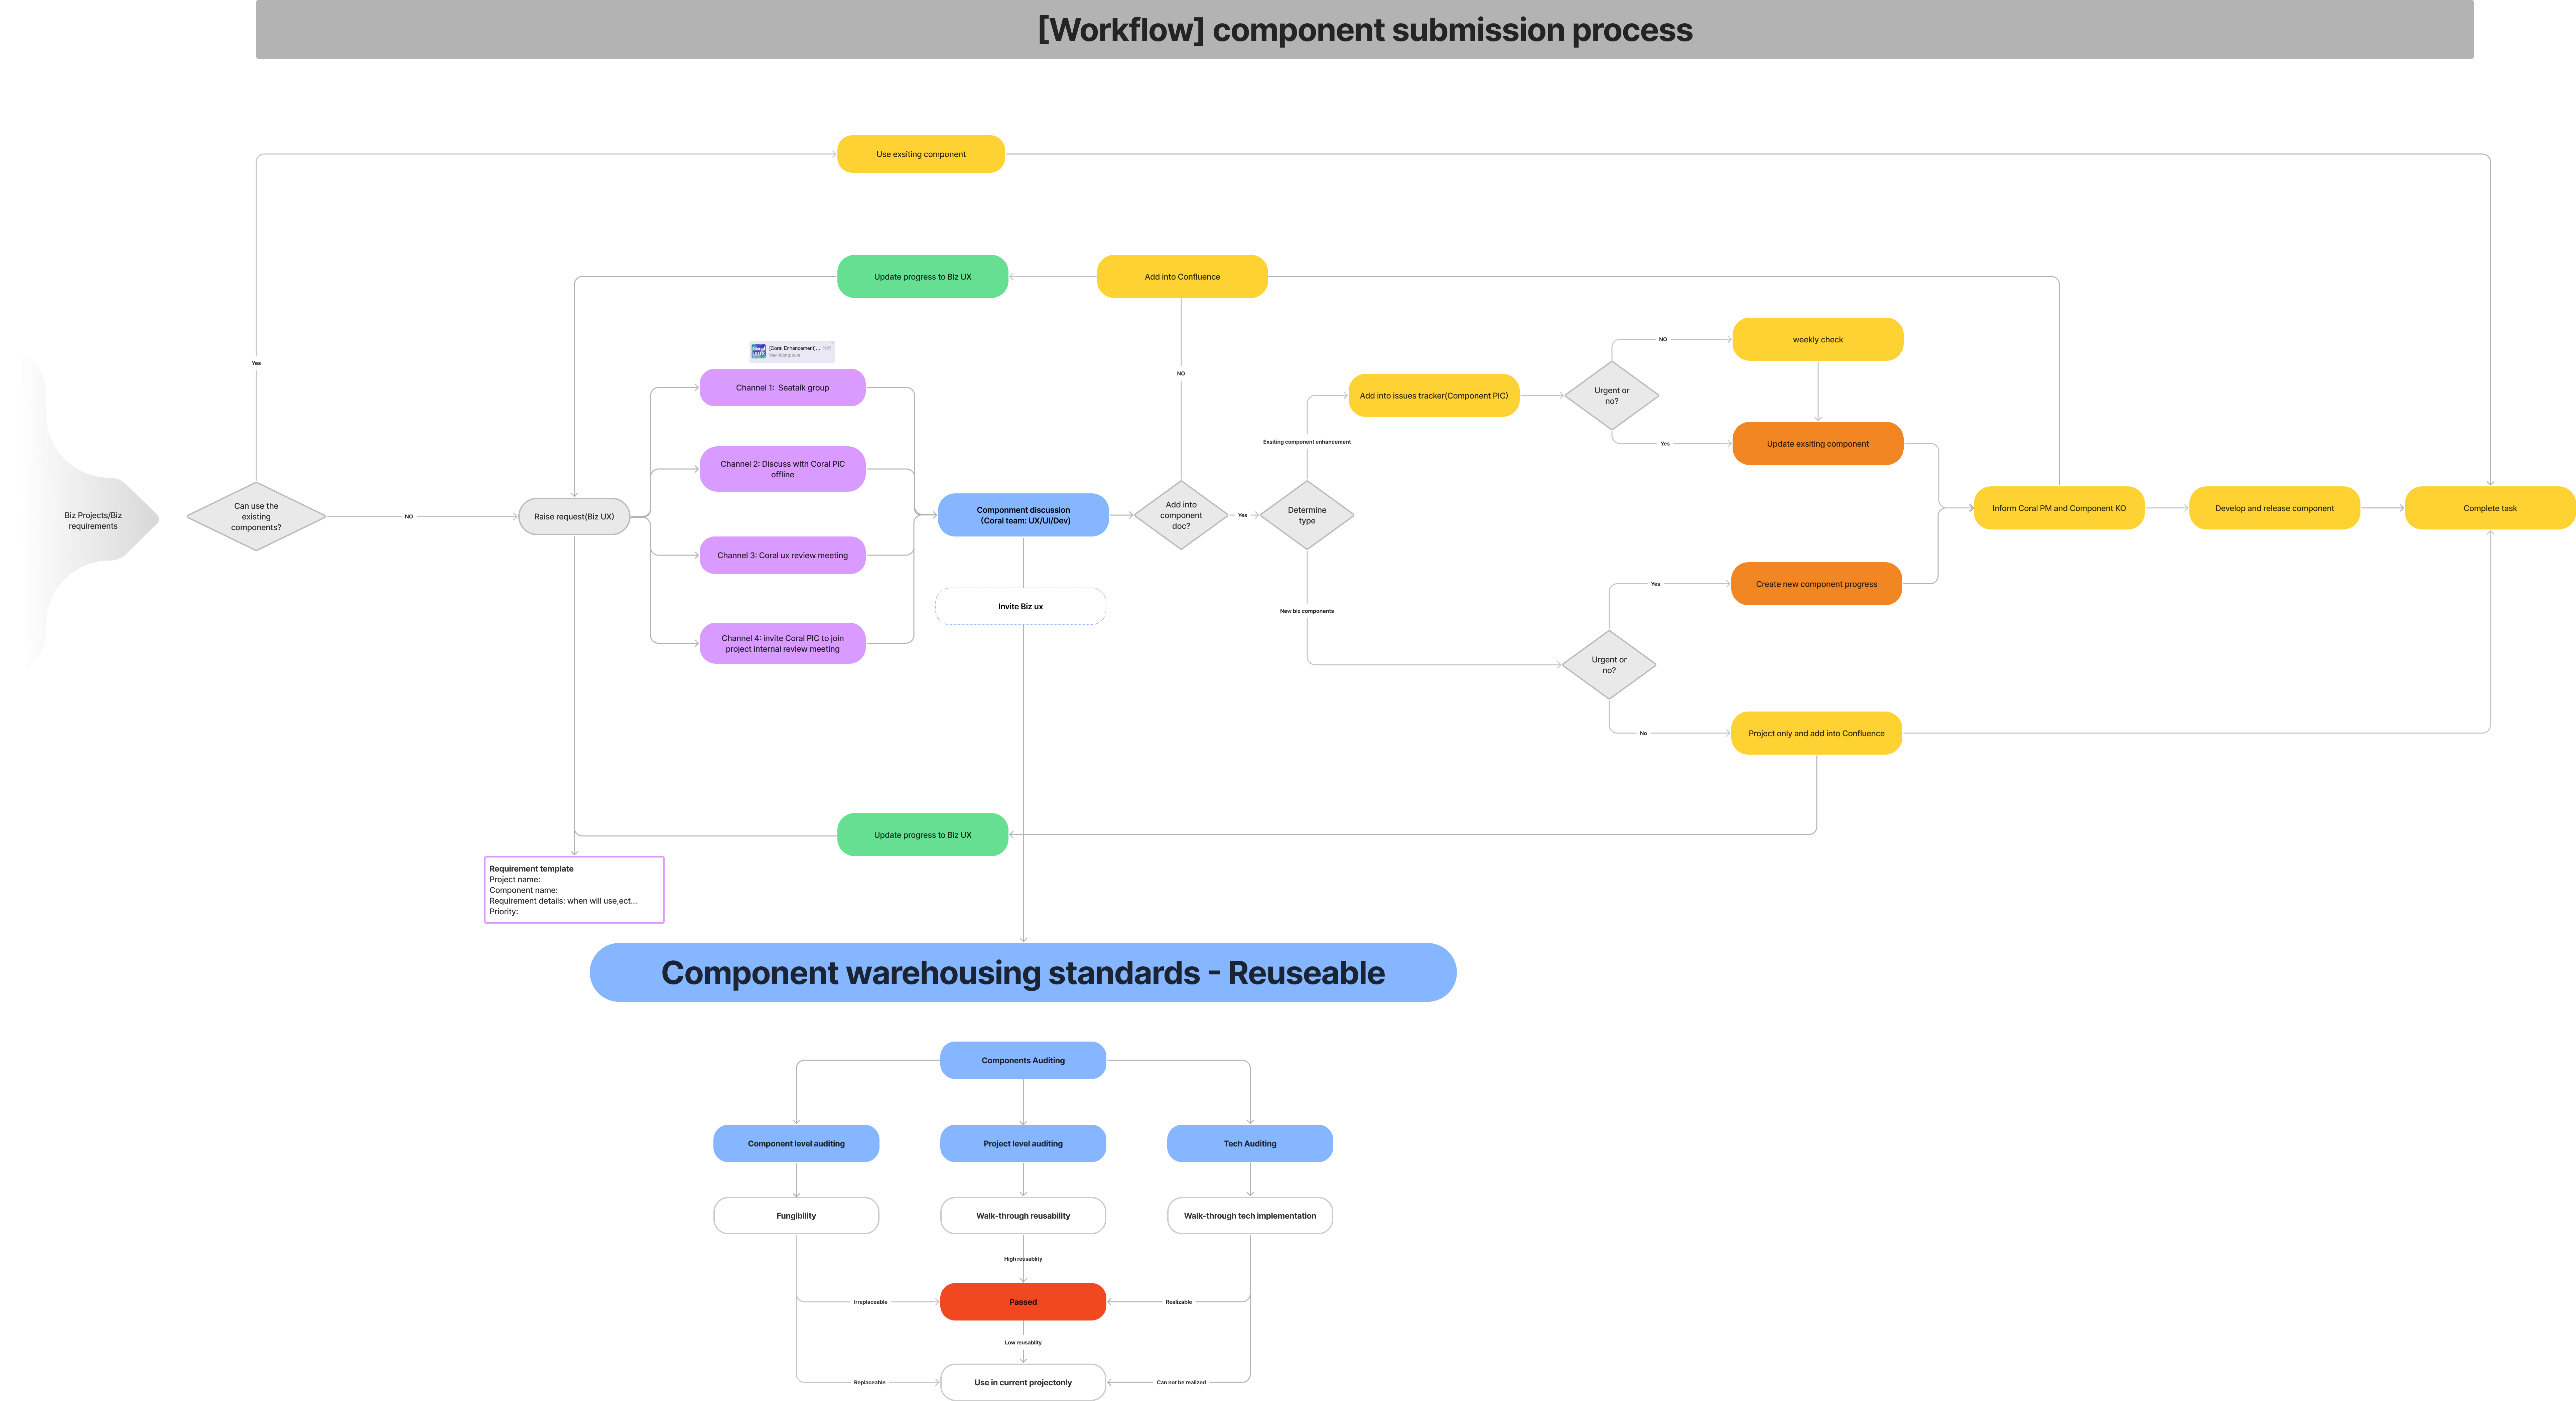 [Workflow] component submission process
Use exsiting component
Update progress to Biz UX
Add into Confluence
Yes
NO
[Coral Enhancement]...
Wen Xiong: sure
Channel 1:  Seatalk group
Channel 2: Discuss with Coral PIC
offline
Channel 3: Coral ux review meeting
Channel 4: invite Coral PIC to join
project internal review meeting
Biz Projects/Biz
requirements
Can use the
existing
components?
NO
Raise request(Biz UX)
Componment discussion
(Coral team: UX/UI/Dev)
Invite Biz ux
Add into
component
doc?
Yes
Determine
type
Exsiting component enhancement
New biz components
Add into issues tracker(Component PIC)
Urgent or
no?
NO
weekly check
Yes
Update exsiting component
Yes
Create new component progress
Urgent or
no?
No
Project only and add into Confluence
Inform Coral PM and Component KO
Develop and release component
Complete task
Update progress to Biz UX
Requirement template
Project name:
Component name:
Requirement details: when will use,ect...
Priority:
Component warehousing standards - Reuseable
Components Auditing
Component level auditing
Project level auditing
Tech Auditing
Fungibility
Walk-through reusability
Walk-through tech implementation
High reusablity
Irreplaceable
Passed
Realizable
Low reusablity
Replaceable
Use in current projectonly
Can not be realized